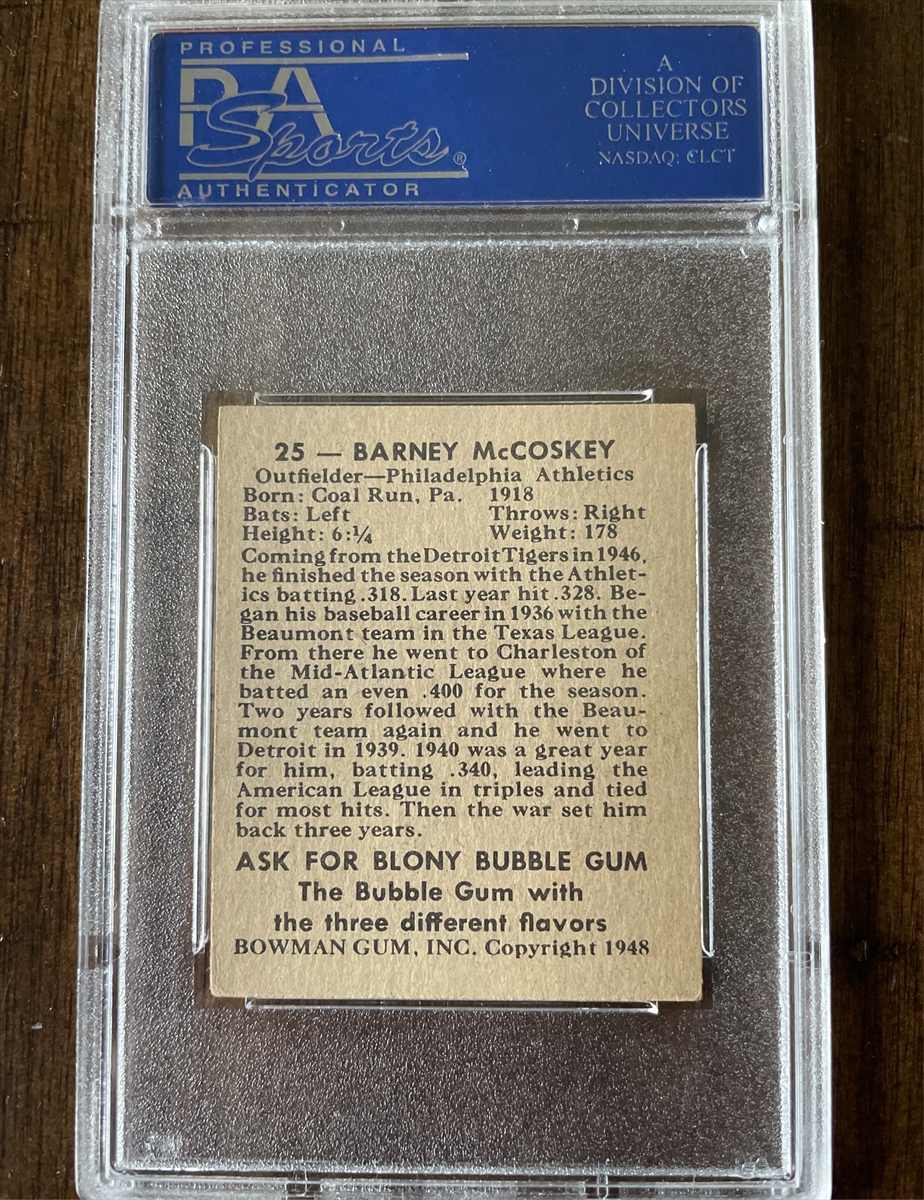 PROFESSIONAL
PSA
Sports®
AUTHENTICATOR
A
DIVISION OF
COLLECTORS
UNIVERSE
NASDAQ: CLCT
25 — BARNEY McCOSKEY
Outfielder—Philadelphia Athletics
Born: Coal Run, Pa. 1918
Bats: Left Throws: Right
Height: 6:¼ Weight: 178
Coming from the Detroit Tigers in 1946,
he finished the season with the Athlet-
ics batting .318. Last year hit .328. Be-
gan his baseball career in 1936 with the
Beaumont team in the Texas League.
From there he went to Charleston of
the Mid-Atlantic League where he
batted an even .400 for the season.
Two years followed with the Beau-
mont team again and he went to
Detroit in 1939. 1940 was a great year
for him, batting .340, leading the
American League in triples and tied
for most hits. Then the war set him
back three years.
ASK FOR BLONY BUBBLE GUM
The Bubble Gum with
the three different flavors
BOWMAN GUM, INC. Copyright 1948